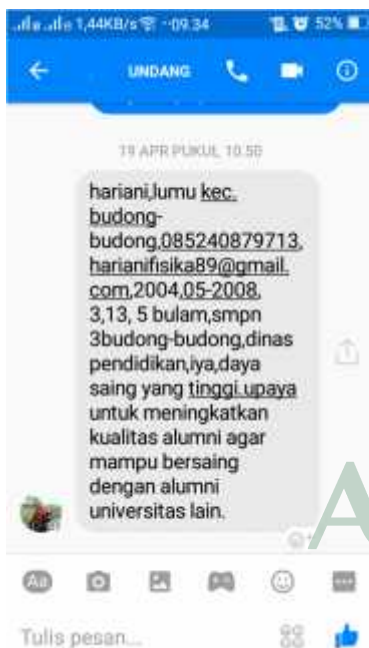 1,44KB/s 09.34 52%
UNDANG
19 APR PUKUL 10.50
hariani,lumu kec.
budong-
budong,085240879713,
harianifisika89@gmail.
com,2004,05-2008,
3,13, 5 bulam,smpn
3budong-budong,dinas
pendidikan,iya,daya
saing yang tinggi.upaya
untuk meningkatkan
kualitas alumni agar
mampu bersaing
dengan alumni
universitas lain.
A
Aa
Tulis pesan...